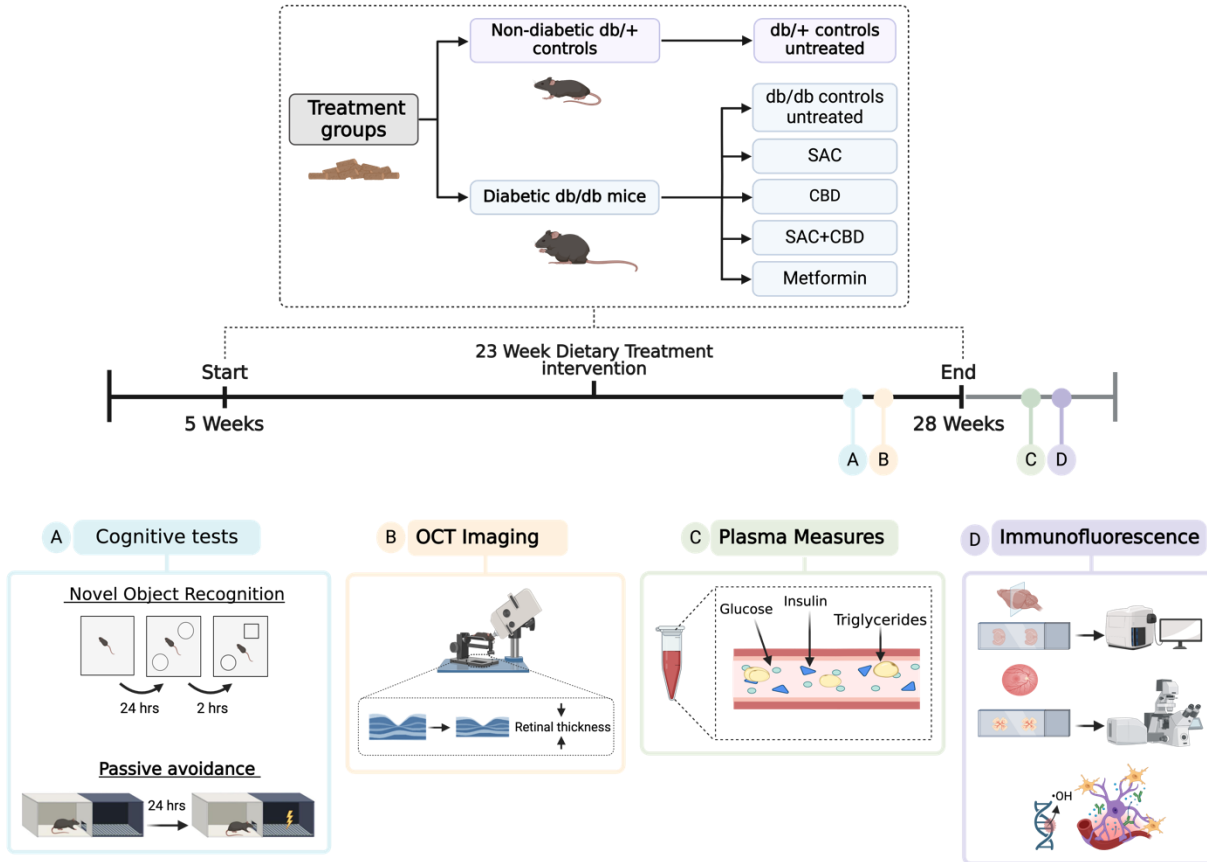 Non-diabetic db/+
controls
db/+ controls
untreated
Treatment
groups
db/db controls
untreated
SAC
Diabetic db/db mice
CBD
SAC+CBD
Metformin
23 Week Dietary Treatment
intervention
Start
End
5 Weeks
28 Weeks
A
B
C
D
A Cognitive tests
Novel Object Recognition
24 hrs
2 hrs
Passive avoidance
24 hrs
B OCT Imaging
Retinal thickness
C Plasma Measures
Glucose
Insulin
Triglycerides
D Immunofluorescence
•OH